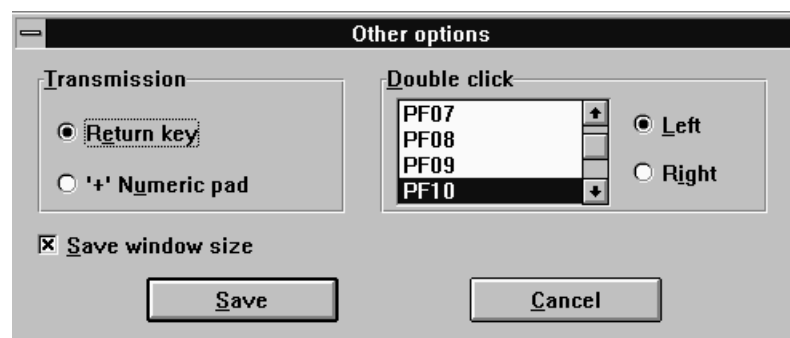 Other options
Transmission
Return key
'+' Numeric pad
Double click
PF07
PF08
PF09
PF10
Left
Right
Save window size
Save
Cancel